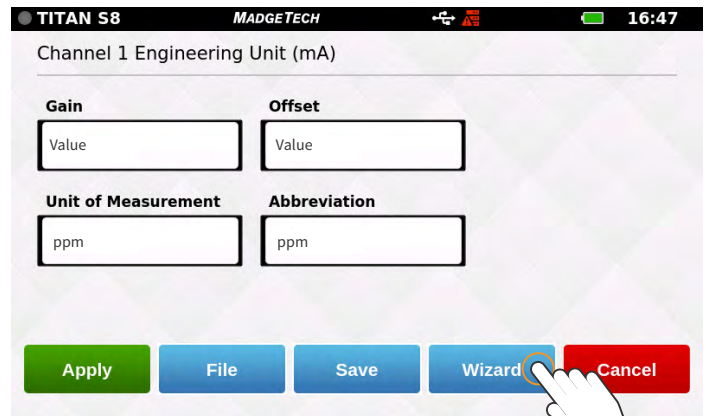 TITAN S8 MADGETECH 16:47
Channel 1 Engineering Unit (mA)
Gain Offset
Value Value
Unit of Measurement Abbreviation
ppm ppm
Apply File Save Wizard Cancel